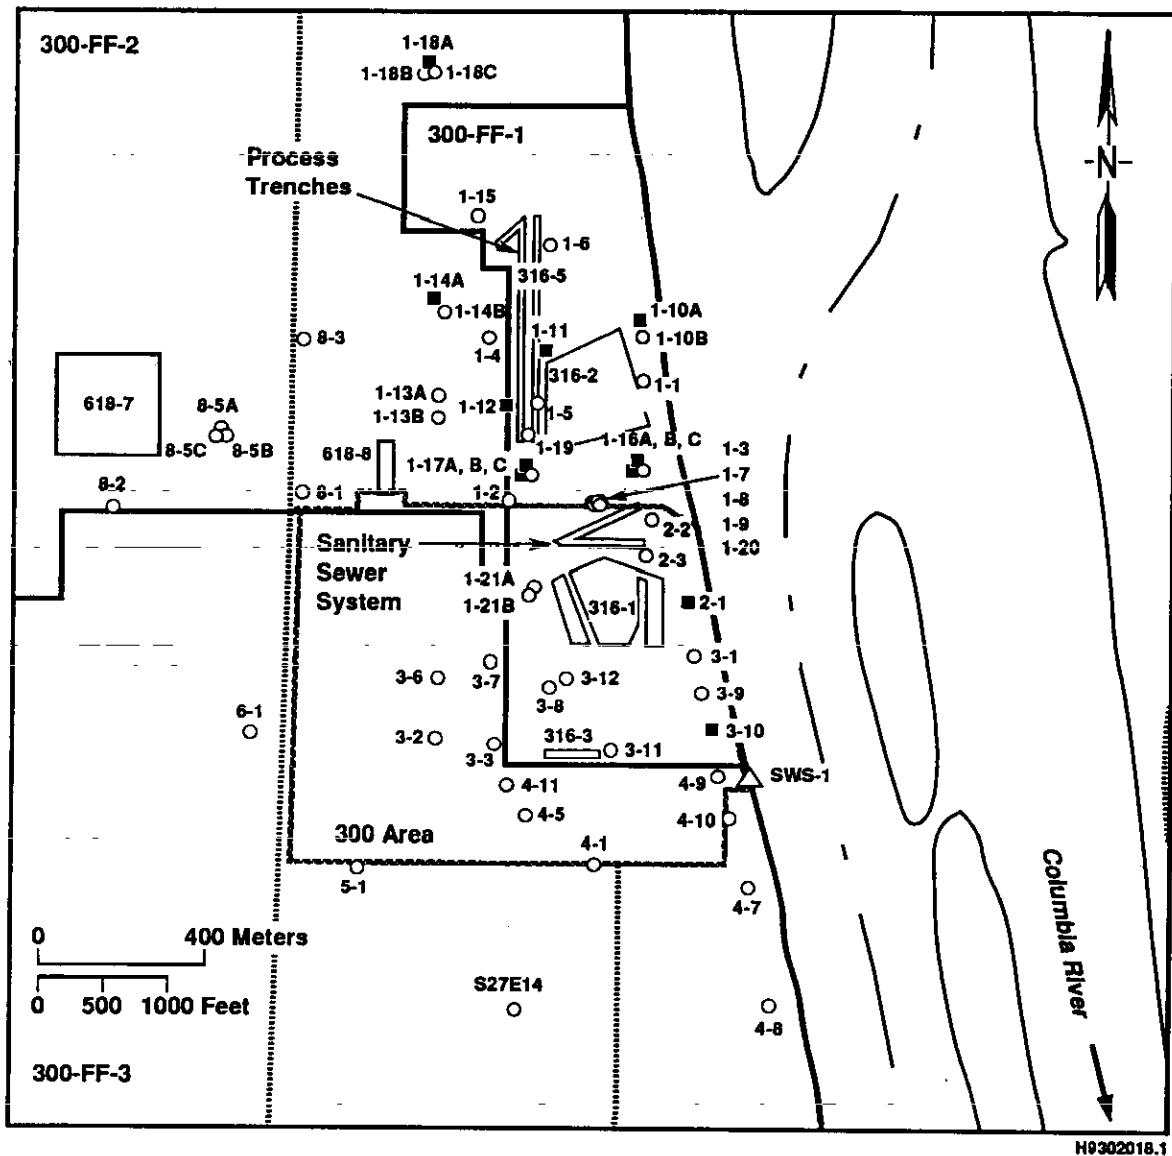 300-FF-2
1-18A
1-18B
1-18C
300-FF-1
Process
Trenches
1-15
1-6
-N-
316-5
1-14A
1-14B
1-10A
1-10B
1-11
8-3
1-4
316-2
1-1
618-7
1-13A
1-12
1-5
1-13B
8-5A
8-5C
8-5B
1-19
1-16A, B, C
618-8
1-17A, B, C
1-3
1-7
1-8
1-9
1-20
8-2
8-1
1-2
2-2
Sanitary
Sewer
System
2-3
1-21A
1-21B
316-1
2-1
3-1
3-6
3-7
3-12
3-8
3-9
6-1
3-2
3-3
316-3
3-11
3-10
4-11
4-9
SWS-1
4-5
4-10
300 Area
4-1
5-1
4-7
Columbia River
0
400 Meters
0
500
1000 Feet
S27E14
4-8
300-FF-3
H9302018.1